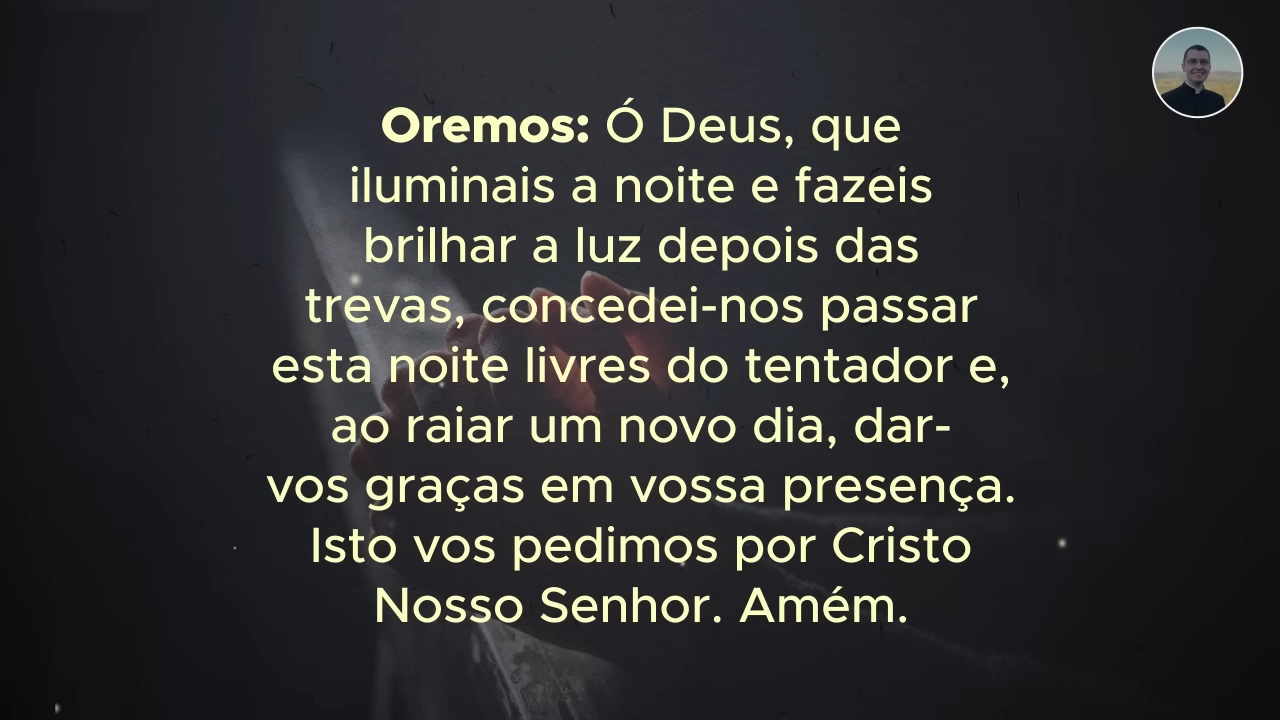 Oremos: Ó Deus, que
iluminais a noite e fazeis
brilhar a luz depois das
trevas, concedei-nos passar
esta noite livres do tentador e,
ao raiar um novo dia, dar-
vos graças em vossa presença.
Isto vos pedimos por Cristo
Nosso Senhor. Amém.